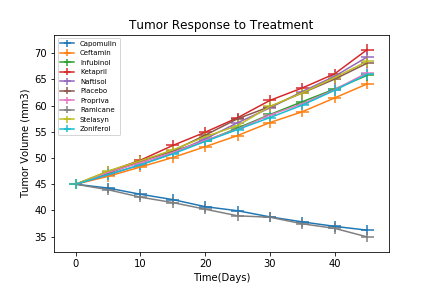 Tumor Response to Treatment
Tumor Volume (mm3)
70
65
60
55
50
45
40
35
Capomulin
Ceftamin
Infubinol
Ketapril
Naftisol
Placebo
Propriva
Ramicane
Stelasyn
Zoniferol
0
10
20
30
40
Time(Days)